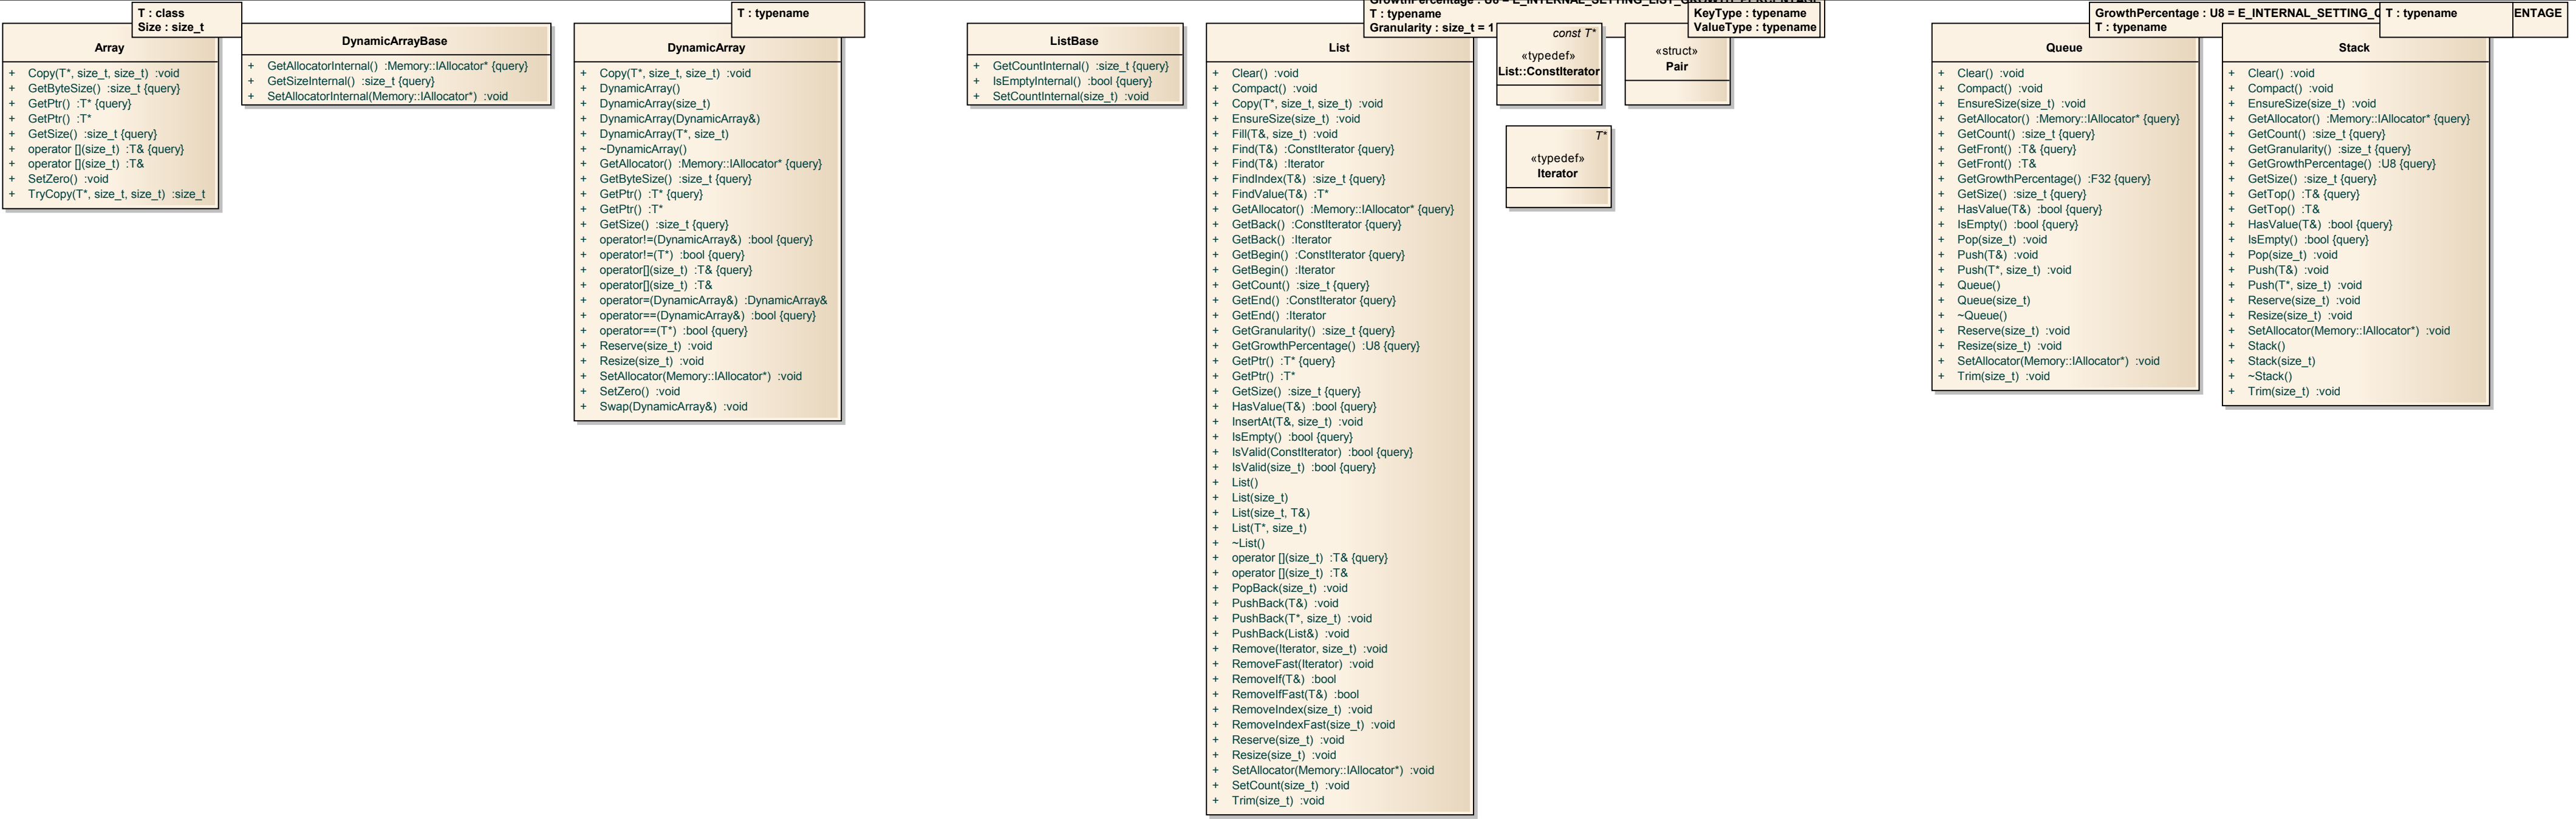 T : class
Size : size_t
Array
+ Copy(T*, size_t, size_t) :void
+ GetByteSize() :size_t {query}
+ GetPtr() :T* {query}
+ GetPtr() :T*
+ GetSize() :size_t {query}
+ operator [](size_t) :T& {query}
+ operator [](size_t) :T&
+ SetZero() :void
+ TryCopy(T*, size_t, size_t) :size_t
DynamicArrayBase
+ GetAllocatorInternal() :Memory::IAllocator* {query}
+ GetSizeInternal() :size_t {query}
+ SetAllocatorInternal(Memory::IAllocator*) :void
T : typename
DynamicArray
+ Copy(T*, size_t, size_t) :void
+ DynamicArray()
+ DynamicArray(size_t)
+ DynamicArray(DynamicArray&)
+ DynamicArray(T*, size_t)
+ ~DynamicArray()
+ GetAllocator() :Memory::IAllocator* {query}
+ GetByteSize() :size_t {query}
+ GetPtr() :T* {query}
+ GetPtr() :T*
+ GetSize() :size_t {query}
+ operator!=(DynamicArray&) :bool {query}
+ operator!=(T*) :bool {query}
+ operator[](size_t) :T& {query}
+ operator[](size_t) :T&
+ operator=(DynamicArray&) :DynamicArray&
+ operator==(DynamicArray&) :bool {query}
+ operator==(T*) :bool {query}
+ Reserve(size_t) :void
+ Resize(size_t) :void
+ SetAllocator(Memory::IAllocator*) :void
+ SetZero() :void
+ Swap(DynamicArray&) :void
ListBase
+ GetCountInternal() :size_t {query}
+ IsEmptyInternal() :bool {query}
+ SetCountInternal(size_t) :void
GrowthPercentage : U8 = E_INTERNAL_SETTING_LIST_GROWTH_PERCENTAGE
T : typename
Granularity : size_t = 1
List
+ Clear() :void
+ Compact() :void
+ Copy(T*, size_t, size_t) :void
+ EnsureSize(size_t) :void
+ Fill(T&, size_t) :void
+ Find(T&) :ConstIterator {query}
+ Find(T&) :Iterator
+ FindIndex(T&) :size_t {query}
+ FindValue(T&) :T*
+ GetAllocator() :Memory::IAllocator* {query}
+ GetBack() :ConstIterator {query}
+ GetBack() :Iterator
+ GetBegin() :ConstIterator {query}
+ GetBegin() :Iterator
+ GetCount() :size_t {query}
+ GetEnd() :ConstIterator {query}
+ GetEnd() :Iterator
+ GetGranularity() :size_t {query}
+ GetGrowthPercentage() :U8 {query}
+ GetPtr() :T* {query}
+ GetPtr() :T*
+ GetSize() :size_t {query}
+ HasValue(T&) :bool {query}
+ InsertAt(T&, size_t) :void
+ IsEmpty() :bool {query}
+ IsValid(ConstIterator) :bool {query}
+ IsValid(size_t) :bool {query}
+ List()
+ List(size_t)
+ List(size_t, T&)
+ List(T*, size_t)
+ ~List()
+ operator [](size_t) :T& {query}
+ operator [](size_t) :T&
+ PopBack(size_t) :void
+ PushBack(T&) :void
+ PushBack(T*, size_t) :void
+ PushBack(List&) :void
+ Remove(Iterator, size_t) :void
+ RemoveFast(Iterator) :void
+ RemoveIf(T&) :bool
+ RemoveIfFast(T&) :bool
+ RemoveIndex(size_t) :void
+ RemoveIndexFast(size_t) :void
+ Reserve(size_t) :void
+ Resize(size_t) :void
+ SetAllocator(Memory::IAllocator*) :void
+ SetCount(size_t) :void
+ Trim(size_t) :void
const T*
«typedef»
List::ConstIterator
T*
«typedef»
Iterator
KeyType : typename
ValueType : typename
«struct»
Pair
GrowthPercentage : U8 = E_INTERNAL_SETTING_
T : typename
Queue
+ Clear() :void
+ Compact() :void
+ EnsureSize(size_t) :void
+ GetAllocator() :Memory::IAllocator* {query}
+ GetCount() :size_t {query}
+ GetFront() :T& {query}
+ GetFront() :T&
+ GetGrowthPercentage() :F32 {query}
+ GetSize() :size_t {query}
+ HasValue(T&) :bool {query}
+ IsEmpty() :bool {query}
+ Pop(size_t) :void
+ Push(T&) :void
+ Push(T*, size_t) :void
+ Queue()
+ Queue(size_t)
+ ~Queue()
+ Reserve(size_t) :void
+ Resize(size_t) :void
+ SetAllocator(Memory::IAllocator*) :void
+ Trim(size_t) :void
T : typename
ENTAGE
Stack
+ Clear() :void
+ Compact() :void
+ EnsureSize(size_t) :void
+ GetAllocator() :Memory::IAllocator* {query}
+ GetCount() :size_t {query}
+ GetGranularity() :size_t {query}
+ GetGrowthPercentage() :U8 {query}
+ GetSize() :size_t {query}
+ GetTop() :T& {query}
+ GetTop() :T&
+ HasValue(T&) :bool {query}
+ IsEmpty() :bool {query}
+ Pop(size_t) :void
+ Push(T&) :void
+ Push(T*, size_t) :void
+ Reserve(size_t) :void
+ Resize(size_t) :void
+ SetAllocator(Memory::IAllocator*) :void
+ Stack()
+ Stack(size_t)
+ ~Stack()
+ Trim(size_t) :void